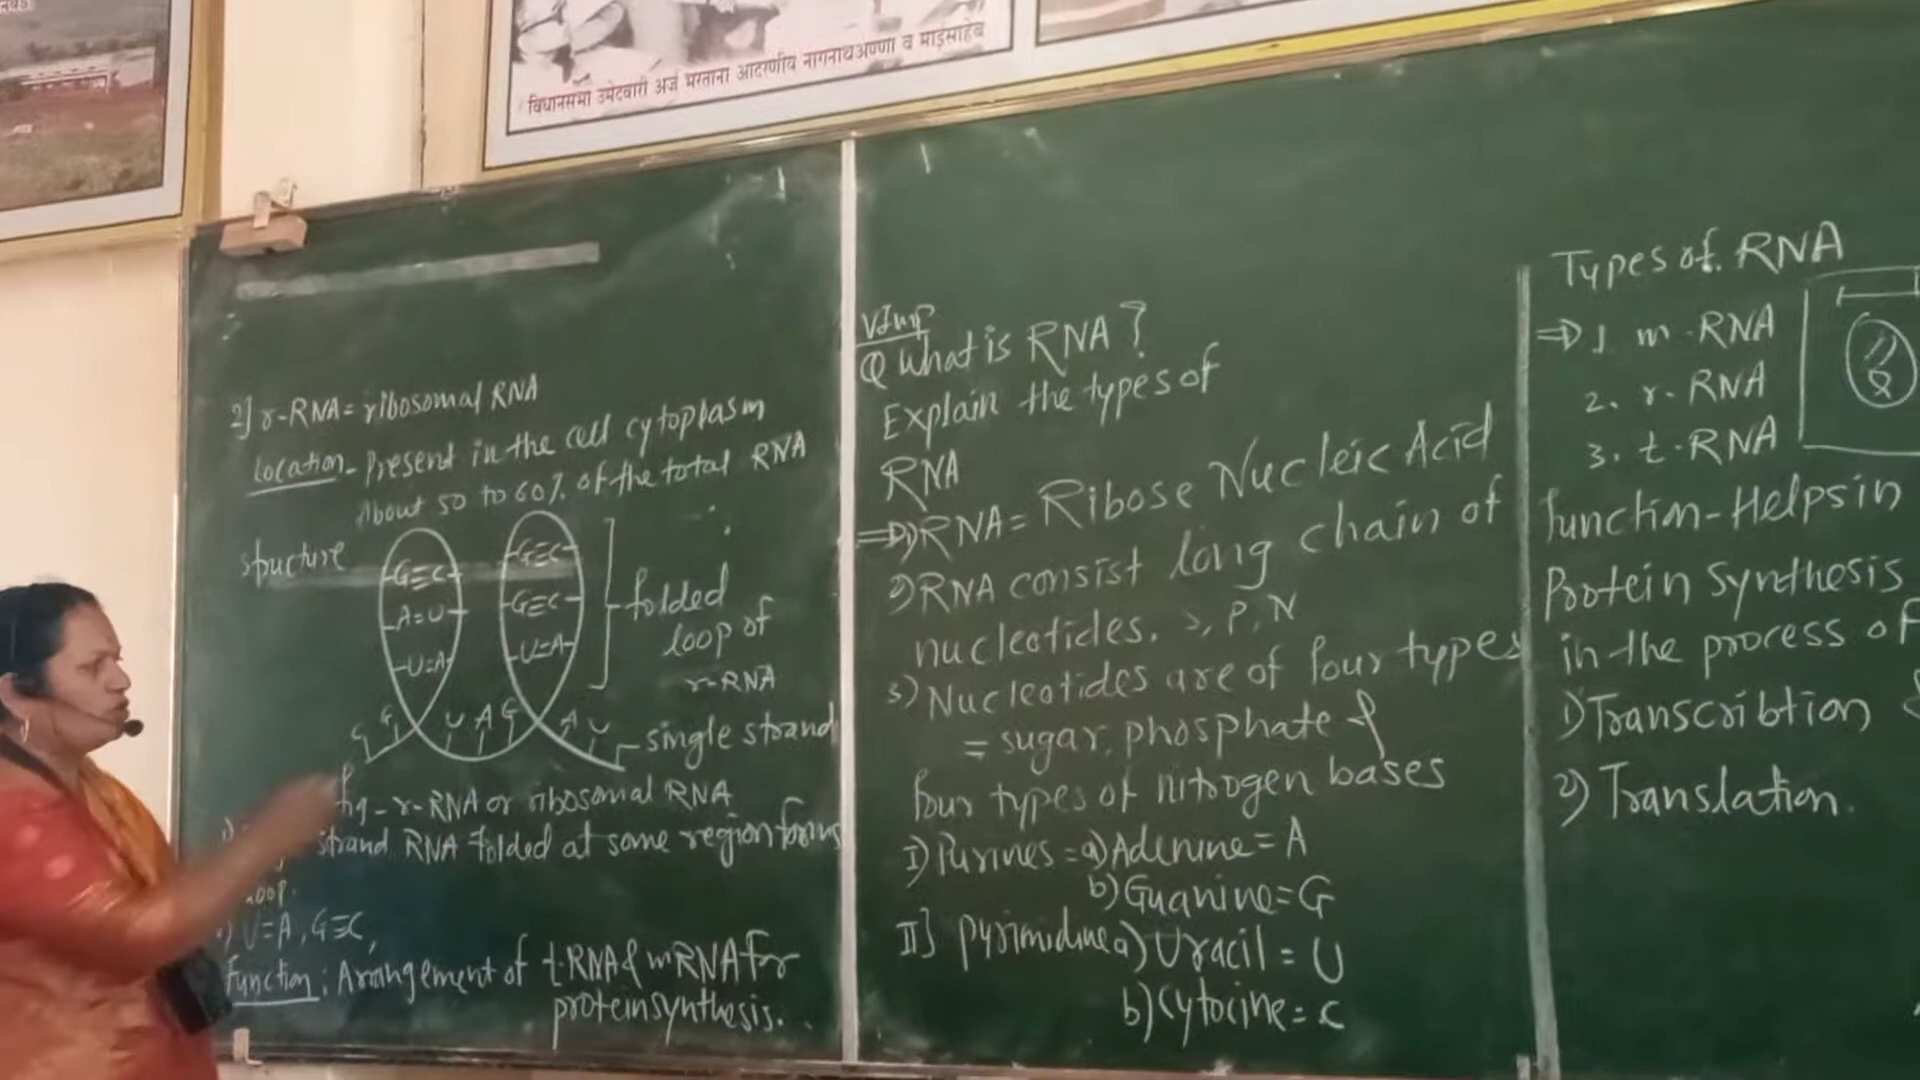 विधानसभा उमेदवारी अर्ज भरताना आदरणीय नागनाथअण्णा व माईसाहेब
2] r-RNA = ribosomal RNA
Location - Present in the cell cytoplasm
About 50 to 60% of the total RNA
structure
G≡C
A=U
U=A
G≡C
G≡C
U=A
folded
loop of
r-RNA
G G U A G A U
single strand
r-RNA or ribosomal RNA
strand RNA folded at some region forms
loop.
U=A, G≡C,
Function: Arrangement of t-RNA & mRNA for
protein synthesis.
VImp
Q What is RNA?
Explain the types of
RNA
⇒1) RNA = Ribose Nucleic Acid
2) RNA consist long chain of
nucleotides. S, P, N
3) Nucleotides are of four types
= sugar, phosphate &
four types of nitrogen bases
I) Purines = a) Adenine = A
b) Guanine = G
II] Pyrimidine a) Uracil = U
b) Cytocine = C
Types of RNA
⇒ 1 m-RNA
2. r-RNA
3. t-RNA
Function - Helps in
Protein Synthesis
in the process of
1) Transcribtion &
2) Translation.